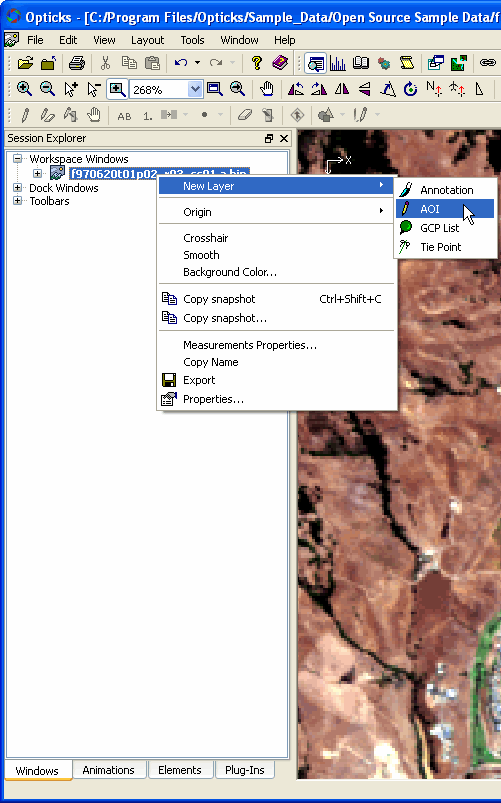 Opticks - [C:/Program Files/Opticks/Sample_Data/Open Source Sample Data/f
File Edit View Layout Tools Window Help
268%
N
N
AB 1.
Session Explorer
Workspace Windows
f970620t01p02_r03_sc01.a.bip
Dock Windows
Toolbars
X
New Layer
Origin
Crosshair
Smooth
Background Color...
Copy snapshot Ctrl+Shift+C
Copy snapshot...
Measurements Properties...
Copy Name
Export
Properties...
Annotation
AOI
GCP List
Tie Point
Windows Animations Elements Plug-Ins